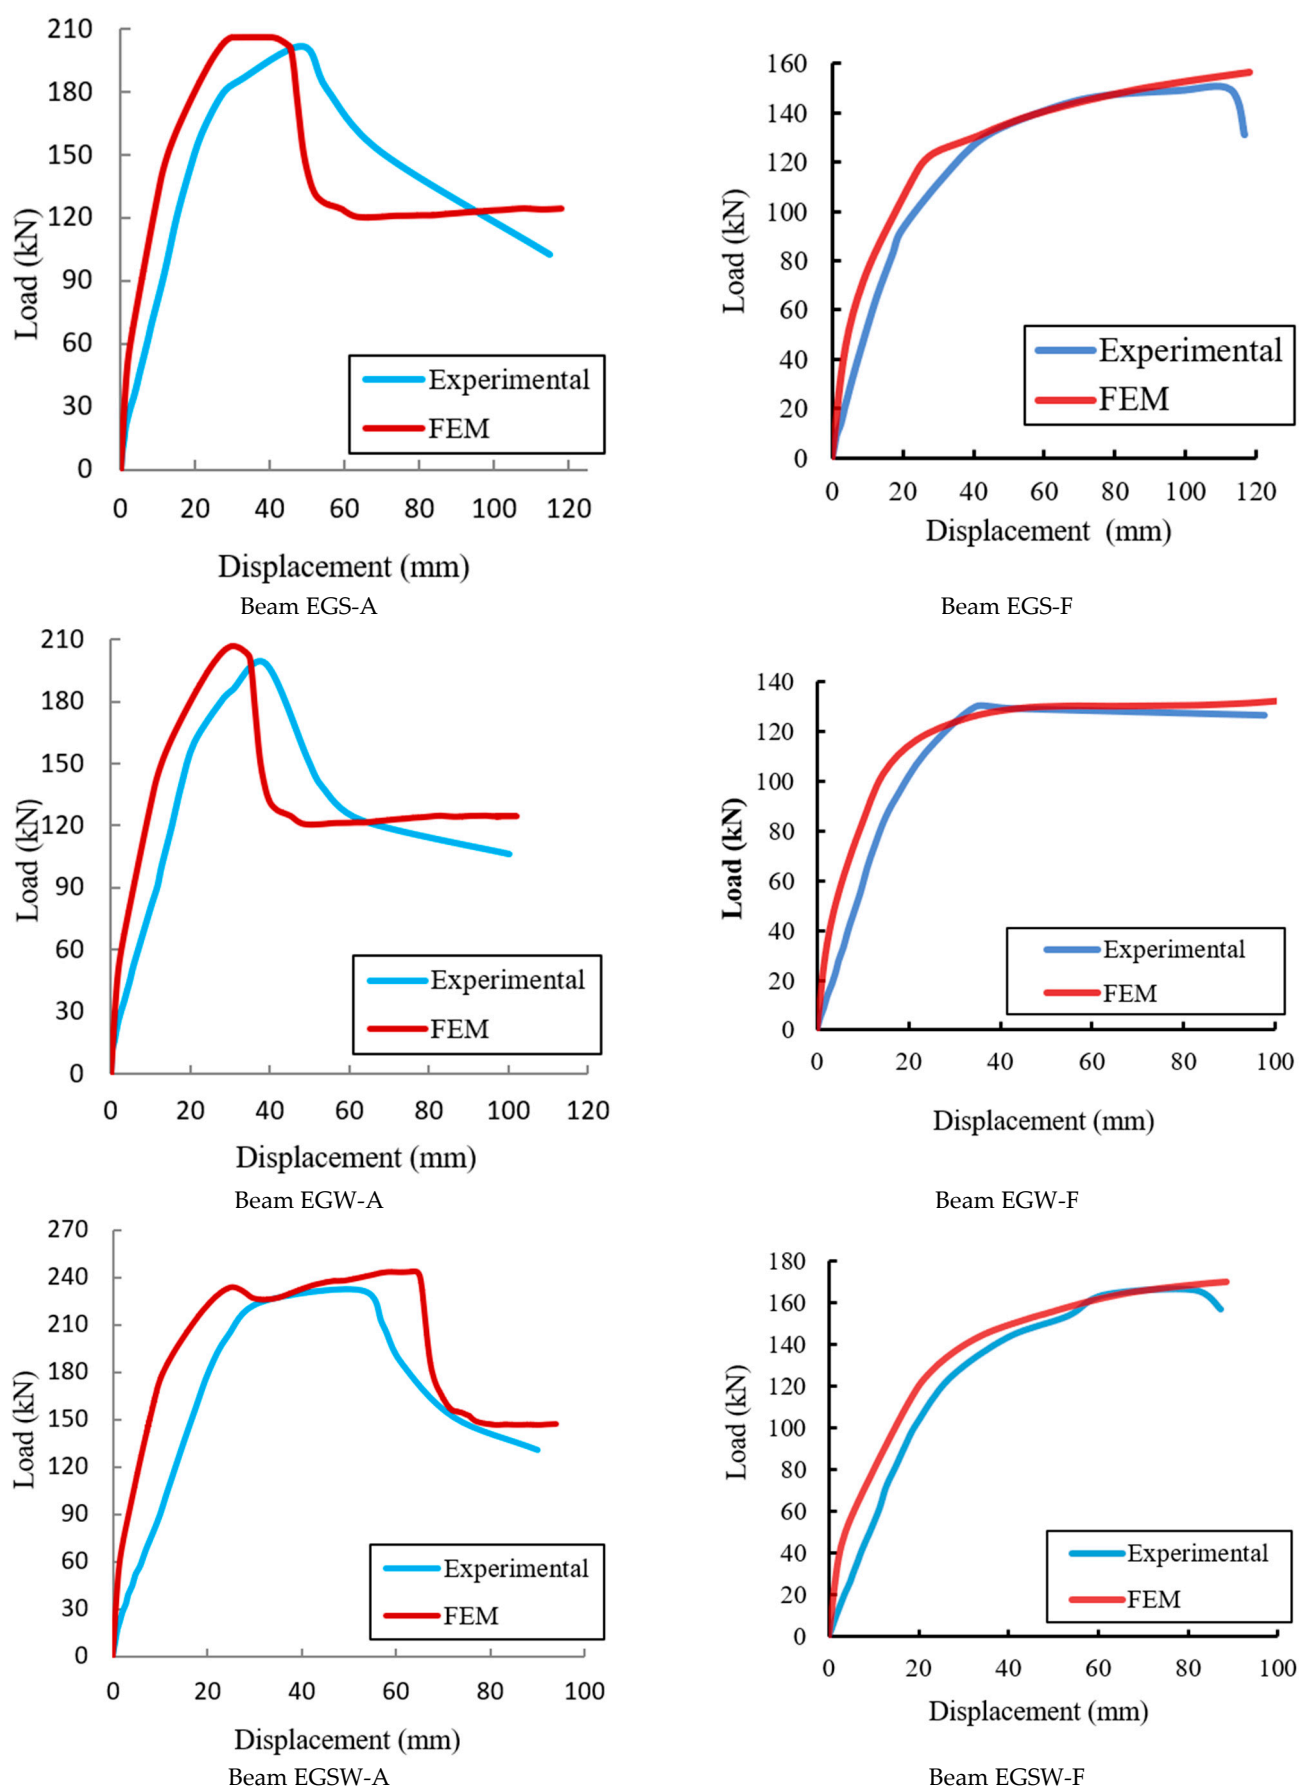 210
180
150
120
90
60
30
0
Load (kN)
0 20 40 60 80 100 120
Displacement (mm)
Experimental
FEM
Beam EGS-A
160
140
120
100
80
60
40
20
0
Load (kN)
0 20 40 60 80 100 120
Displacement (mm)
Experimental
FEM
Beam EGS-F
210
180
150
120
90
60
30
0
Load (kN)
0 20 40 60 80 100 120
Displacement (mm)
Experimental
FEM
Beam EGW-A
140
120
100
80
60
40
20
0
Load (kN)
0 20 40 60 80 100
Displacement (mm)
Experimental
FEM
Beam EGW-F
270
240
210
180
150
120
90
60
30
0
Load (kN)
0 20 40 60 80 100
Displacement (mm)
Experimental
FEM
Beam EGSW-A
180
160
140
120
100
80
60
40
20
0
Load (kN)
0 20 40 60 80 100
Displacement (mm)
Experimental
FEM
Beam EGSW-F